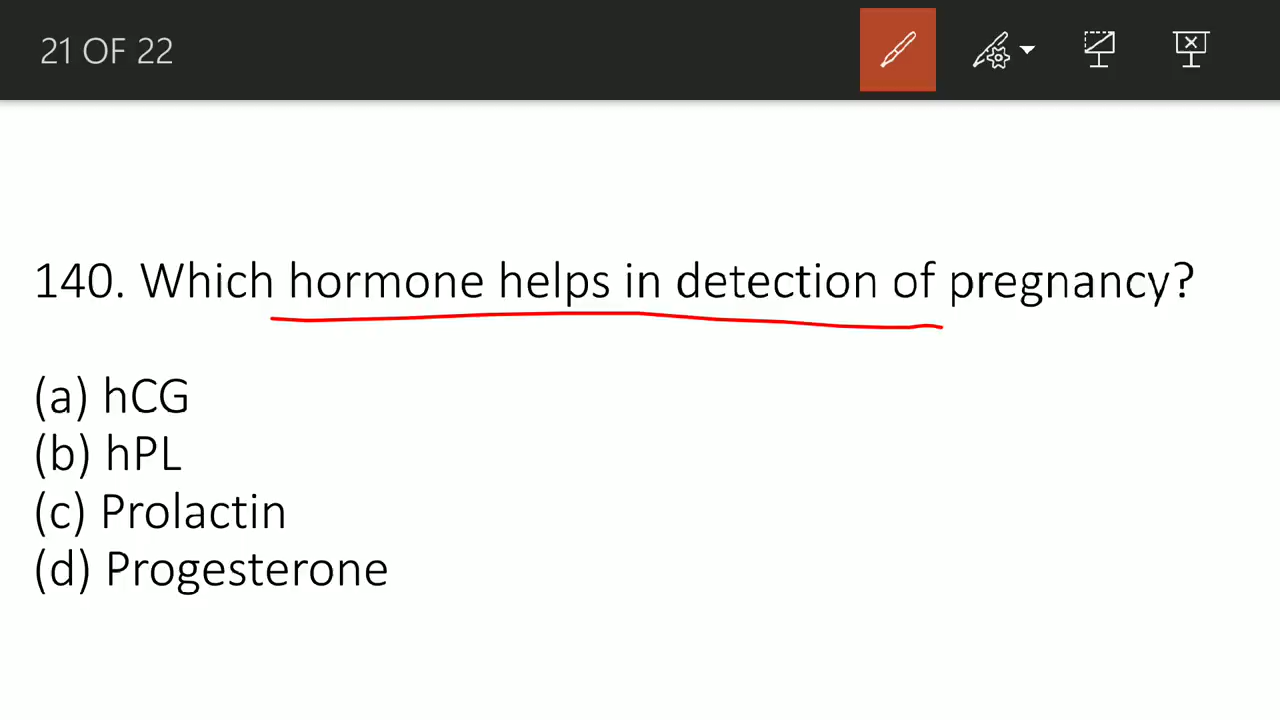 21 OF 22
140. Which hormone helps in detection of pregnancy?
(a) hCG
(b) hPL
(c) Prolactin
(d) Progesterone